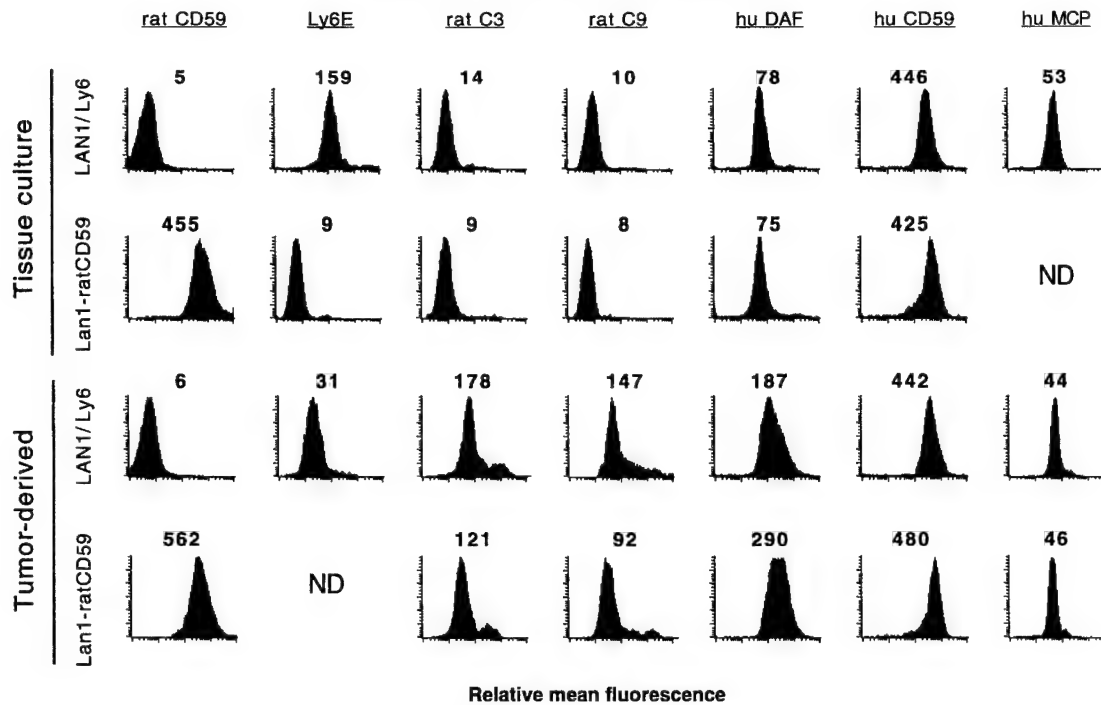 rat CD59 Ly6E rat C3 rat C9 hu DAF hu CD59 hu MCP
Tissue culture
LAN1/Ly6
5 159 14 10 78 446 53
Lan1-ratCD59
455 9 9 8 75 425 ND
Tumor-derived
LAN1/Ly6
6 31 178 147 187 442 44
Lan1-ratCD59
562 ND 121 92 290 480 46
Relative mean fluorescence